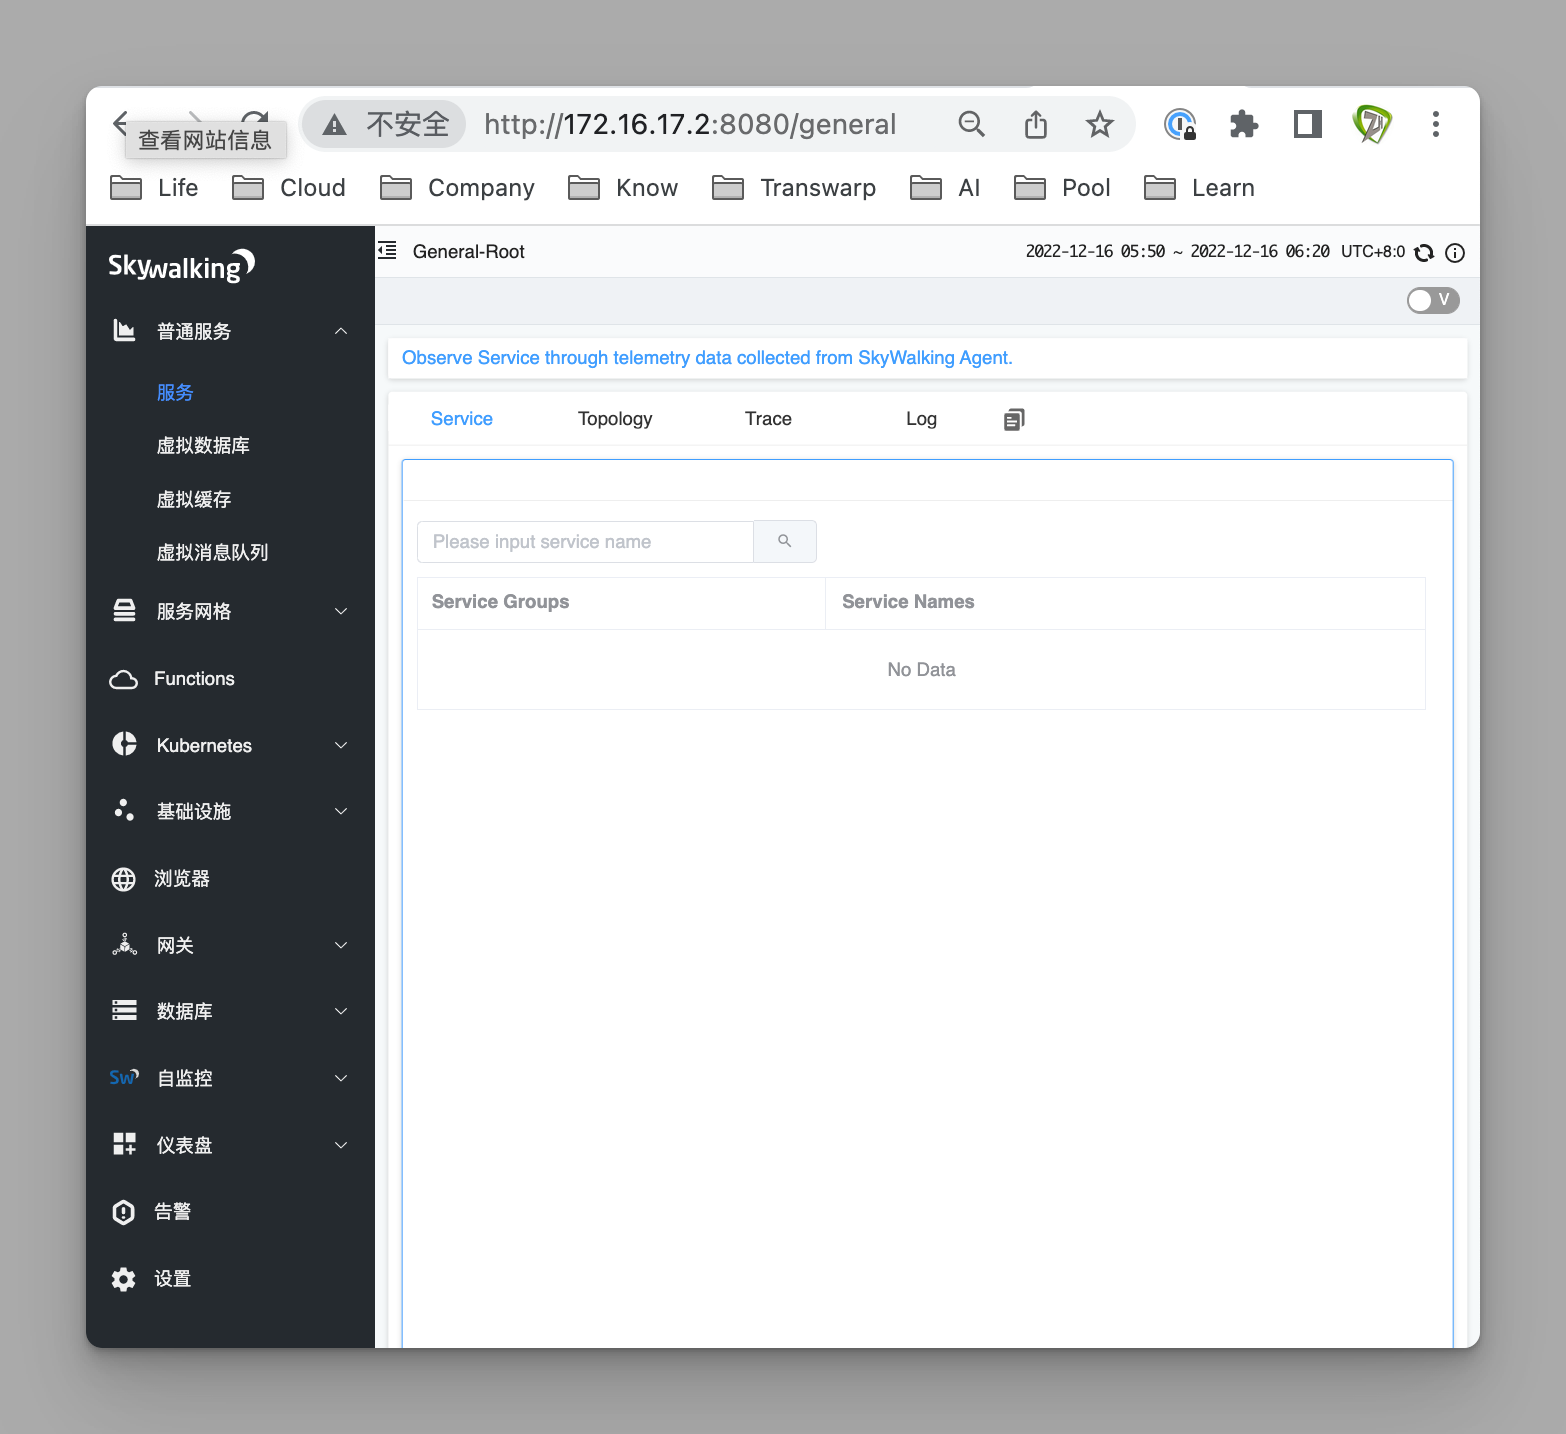 不安全 http://172.16.17.2:8080/general
查看网站信息
Life Cloud Company Know Transwarp AI Pool Learn
Skywalking
General-Root 2022-12-16 05:50 ~ 2022-12-16 06:20 UTC+8:0
V
普通服务
服务
虚拟数据库
虚拟缓存
虚拟消息队列
服务网格
Functions
Kubernetes
基础设施
浏览器
网关
数据库
Sw 自监控
仪表盘
告警
设置
Observe Service through telemetry data collected from SkyWalking Agent.
Service Topology Trace Log
Please input service name
Service Groups Service Names
No Data